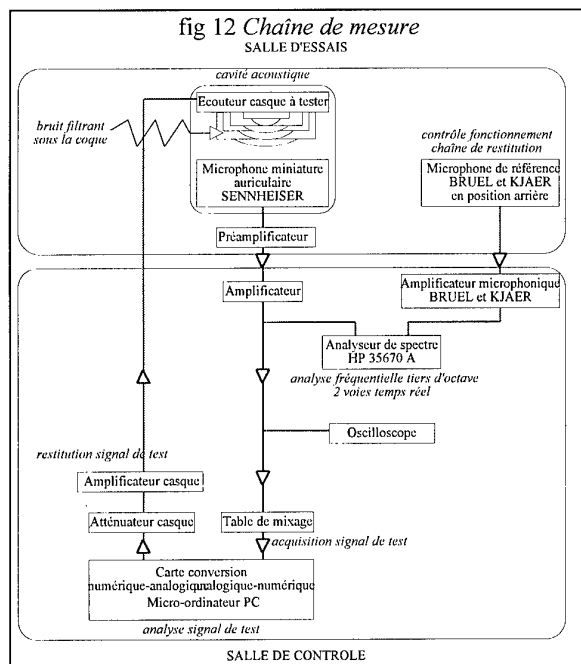 fig 12 Chaîne de mesure
SALLE D'ESSAIS
cavité acoustique
Ecouteur casque à tester
bruit filtrant
sous la coque
contrôle fonctionnement
chaîne de restitution
Microphone miniature
auriculaire
SENNHEISER
Microphone de référence
BRUEL et KJAER
en position arrière
Préamplificateur
Amplificateur
Amplificateur microphonique
BRUEL et KJAER
Analyseur de spectre
HP 35670 A
analyse fréquentielle tiers d'octave
2 voies temps réel
Oscilloscope
restitution signal de test
Amplificateur casque
Atténuateur casque
Table de mixage
acquisition signal de test
Carte conversion
numérique-analogique analogique-numérique
Micro-ordinateur PC
analyse signal de test
SALLE DE CONTROLE